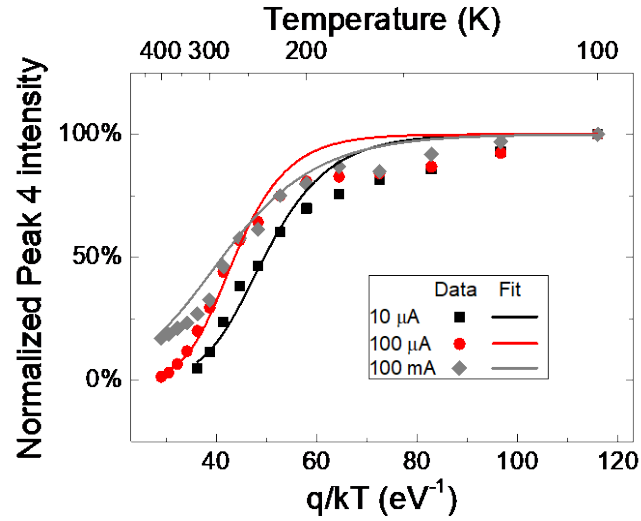 Temperature (K)
400 300 200 100
Normalized Peak 4 intensity
100%
50%
0%
Data Fit
10 μA
100 μA
100 mA
40 60 80 100 120
q/kT (eV⁻¹)